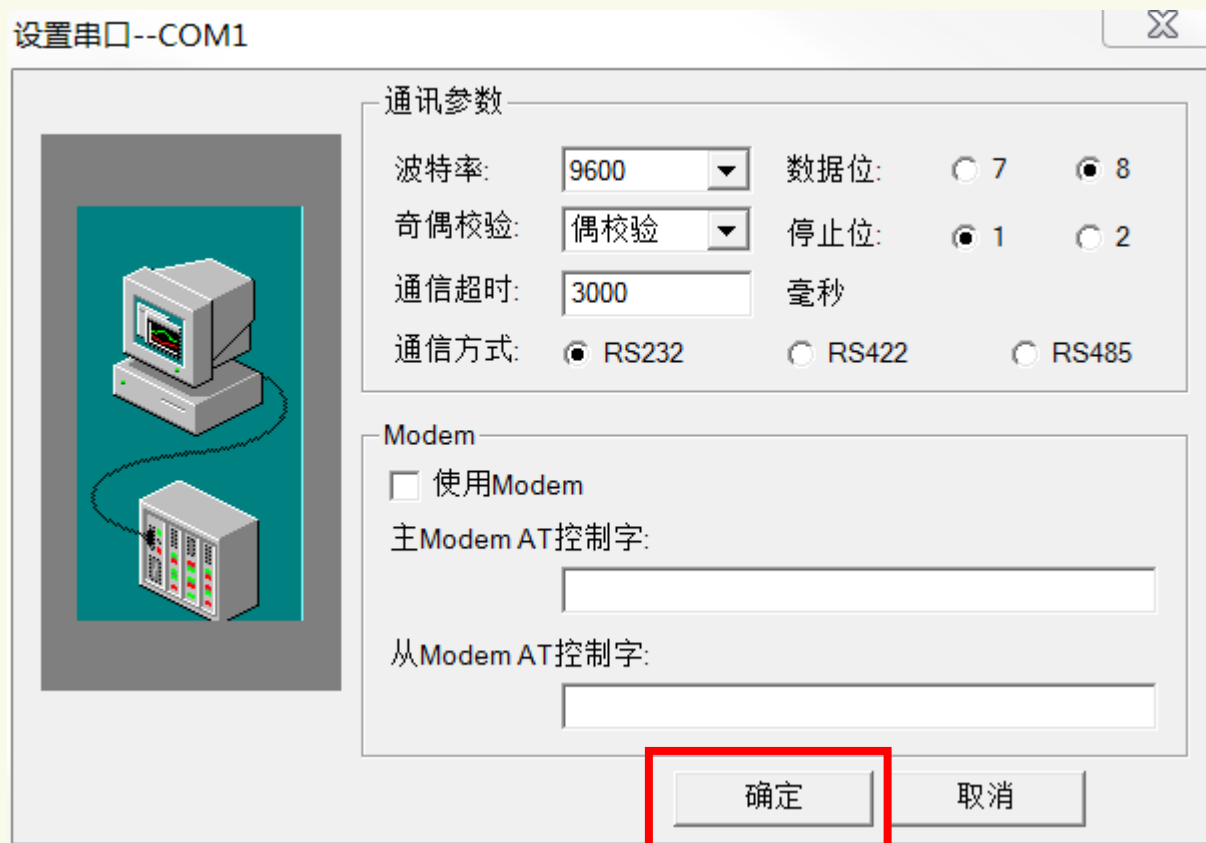 设置串口--COM1
通讯参数
波特率: 9600 数据位: 7 8
奇偶校验: 偶校验 停止位: 1 2
通信超时: 3000 毫秒
通信方式: RS232 RS422 RS485
Modem
使用Modem
主Modem AT控制字:
从Modem AT控制字:
确定 取消